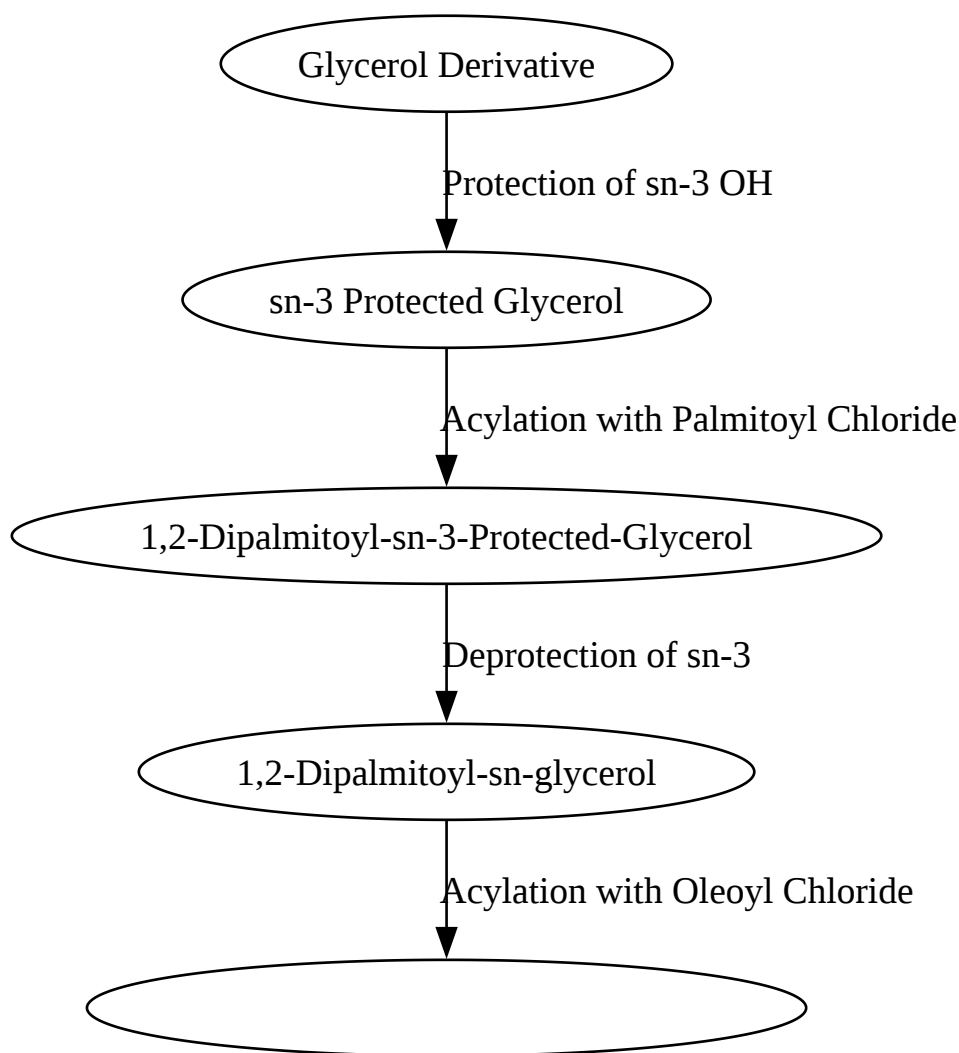 Glycerol Derivative
Protection of sn-3 OH
sn-3 Protected Glycerol
Acylation with Palmitoyl Chloride
1,2-Dipalmitoyl-sn-3-Protected-Glycerol
Deprotection of sn-3
1,2-Dipalmitoyl-sn-glycerol
Acylation with Oleoyl Chloride